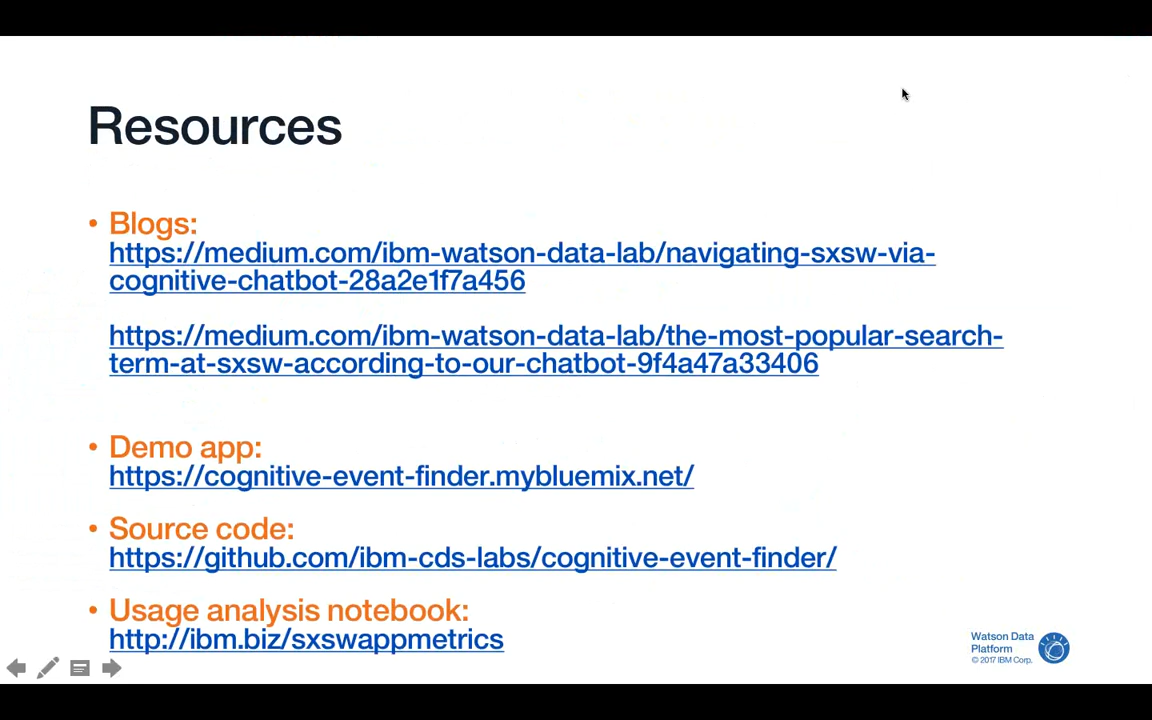 Resources
• Blogs:
https://medium.com/ibm-watson-data-lab/navigating-sxsw-via-
cognitive-chatbot-28a2e1f7a456
https://medium.com/ibm-watson-data-lab/the-most-popular-search-
term-at-sxsw-according-to-our-chatbot-9f4a47a33406
• Demo app:
https://cognitive-event-finder.mybluemix.net/
• Source code:
https://github.com/ibm-cds-labs/cognitive-event-finder/
• Usage analysis notebook:
http://ibm.biz/sxswappmetrics
Watson Data
Platform
© 2017 IBM Corp.